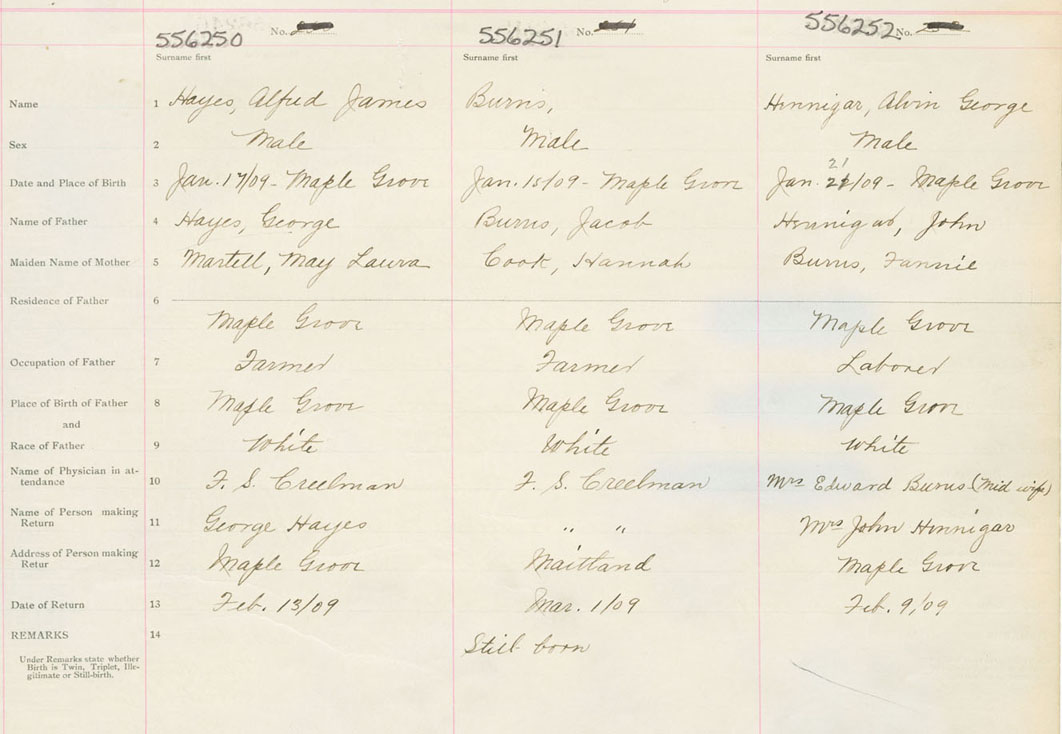 556250 No. 556251 No. 556252 No.
Surname first Surname first Surname first
Name 1 Hayes, Alfred James Burns, Hennigar, Alvin George
Sex 2 Male Male Male
21
Date and Place of Birth 3 Jan. 17/09 - Maple Grove Jan. 15/09 - Maple Grove Jan. 21/09 - Maple Grove
Name of Father 4 Hayes, George Burns, Jacob Hennigar, John
Maiden Name of Mother 5 Martell, May Laura Cook, Hannah Burns, Fannie
Residence of Father 6
Maple Grove Maple Grove Maple Grove
Occupation of Father 7 Farmer Farmer Laborer
Place of Birth of Father 8 Maple Grove Maple Grove Maple Grove
and
Race of Father 9 White White White
Name of Physician in at-
tendance 10 F. S. Creelman F. S. Creelman Mrs Edward Burns (Mid wife)
Name of Person making
Return 11 George Hayes " " Mrs John Hennigar
Address of Person making
Retur 12 Maple Grove Maitland Maple Grove
Date of Return 13 Feb. 13/09 Mar. 1/09 Feb. 9/09
REMARKS 14
Still born
Under Remarks state whether
Birth is Twin, Triplet, Ille-
gitimate or Still-birth.